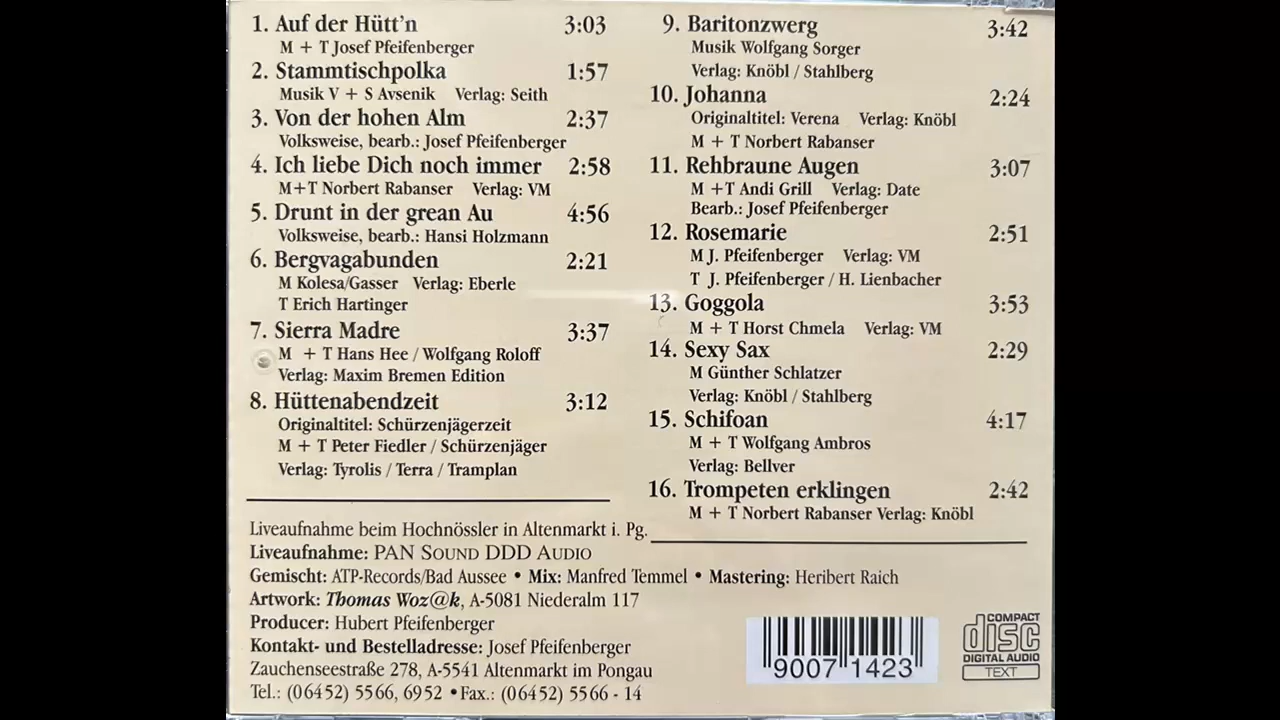 1. Auf der Hütt'n 3:03
M + T Josef Pfeifenberger
2. Stammtischpolka 1:57
Musik V + S Avsenik Verlag: Seith
3. Von der hohen Alm 2:37
Volksweise, bearb.: Josef Pfeifenberger
4. Ich liebe Dich noch immer 2:58
M+T Norbert Rabanser Verlag: VM
5. Drunt in der grean Au 4:56
Volksweise, bearb.: Hansi Holzmann
6. Bergvagabunden 2:21
M Kolesa/Gasser Verlag: Eberle
T Erich Hartinger
7. Sierra Madre 3:37
M + T Hans Hee / Wolfgang Roloff
Verlag: Maxim Bremen Edition
8. Hüttenabendzeit 3:12
Originaltitel: Schürzenjägerzeit
M + T Peter Fiedler / Schürzenjäger
Verlag: Tyrolis / Terra / Tramplan
9. Baritonzwerg 3:42
Musik Wolfgang Sorger
Verlag: Knöbl / Stahlberg
10. Johanna 2:24
Originaltitel: Verena Verlag: Knöbl
M + T Norbert Rabanser
11. Rehbraune Augen 3:07
M +T Andi Grill Verlag: Date
Bearb.: Josef Pfeifenberger
12. Rosemarie 2:51
M J. Pfeifenberger Verlag: VM
T J. Pfeifenberger / H. Lienbacher
13. Goggola 3:53
M + T Horst Chmela Verlag: VM
14. Sexy Sax 2:29
M Günther Schlatzer
Verlag: Knöbl / Stahlberg
15. Schifoan 4:17
M + T Wolfgang Ambros
Verlag: Bellver
16. Trompeten erklingen 2:42
M + T Norbert Rabanser Verlag: Knöbl
Liveaufnahme beim Hochnössler in Altenmarkt i. Pg.
Liveaufnahme: PAN SOUND DDD AUDIO
Gemischt: ATP-Records/Bad Aussee • Mix: Manfred Temmel • Mastering: Heribert Raich
Artwork: Thomas Woz@k, A-5081 Niederalm 117
Producer: Hubert Pfeifenberger
Kontakt- und Bestelladresse: Josef Pfeifenberger
Zauchenseestraße 278, A-5541 Altenmarkt im Pongau
Tel.: (06452) 5566, 6952 • Fax.: (06452) 5566 - 14
9007 1423
COMPACT
disc
DIGITAL AUDIO
TEXT